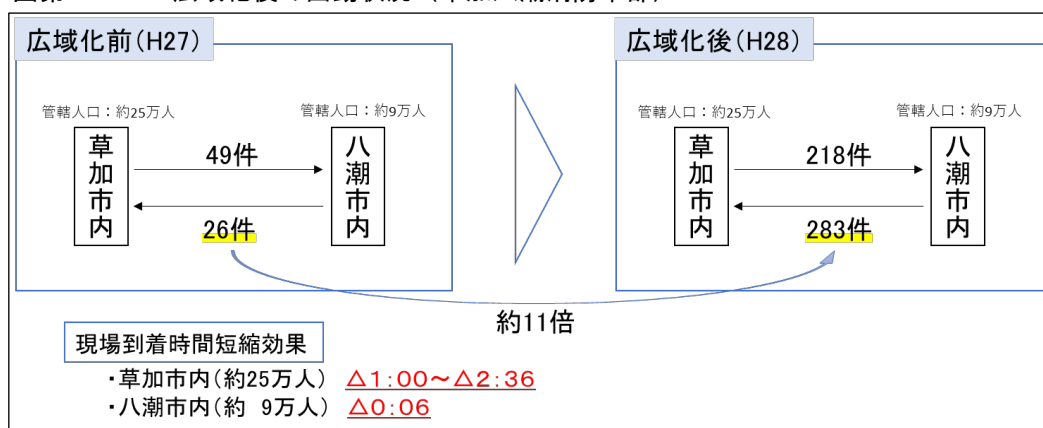 広域化前(H27)
管轄人口：約25万人
管轄人口：約9万人
草加市内
49件
八潮市内
26件
広域化後(H28)
管轄人口：約25万人
管轄人口：約9万人
草加市内
218件
八潮市内
283件
約11倍
現場到着時間短縮効果
・草加市内(約25万人) △1:00～△2:36
・八潮市内(約 9万人) △0:06